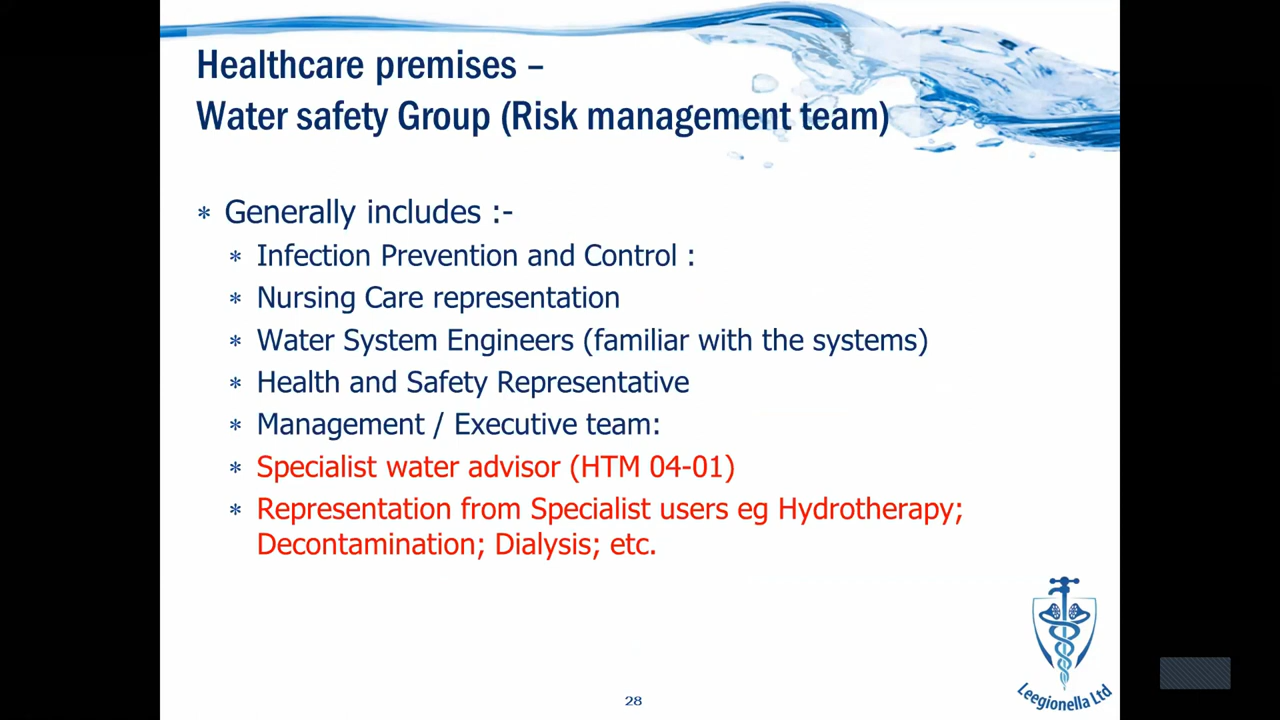 Healthcare premises –
Water safety Group (Risk management team)
* Generally includes :-
* Infection Prevention and Control :
* Nursing Care representation
* Water System Engineers (familiar with the systems)
* Health and Safety Representative
* Management / Executive team:
* Specialist water advisor (HTM 04-01)
* Representation from Specialist users eg Hydrotherapy;
Decontamination; Dialysis; etc.
Leegionella Ltd
28